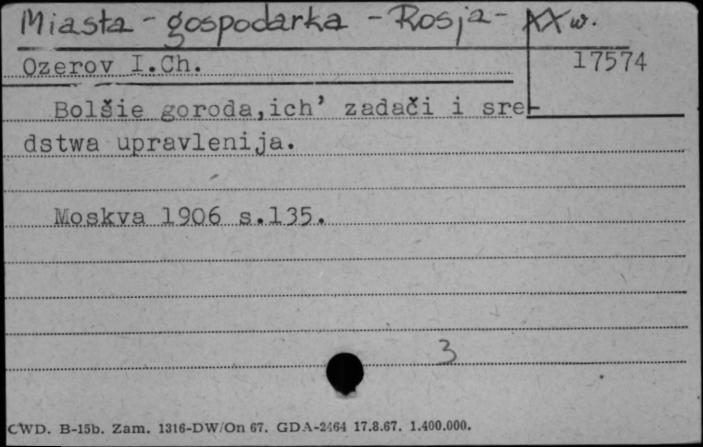 Miasta - gospodarka - Rosja - XX w.
Ozerov I.Ch.
17574
Bolšie goroda,ich' zadači i sre-
dstwa upravlenija.
Moskva 1906 s.135.
3
CWD. B-15b. Zam. 1316-DW/On 67. GDA-2464 17.8.67. 1.400.000.